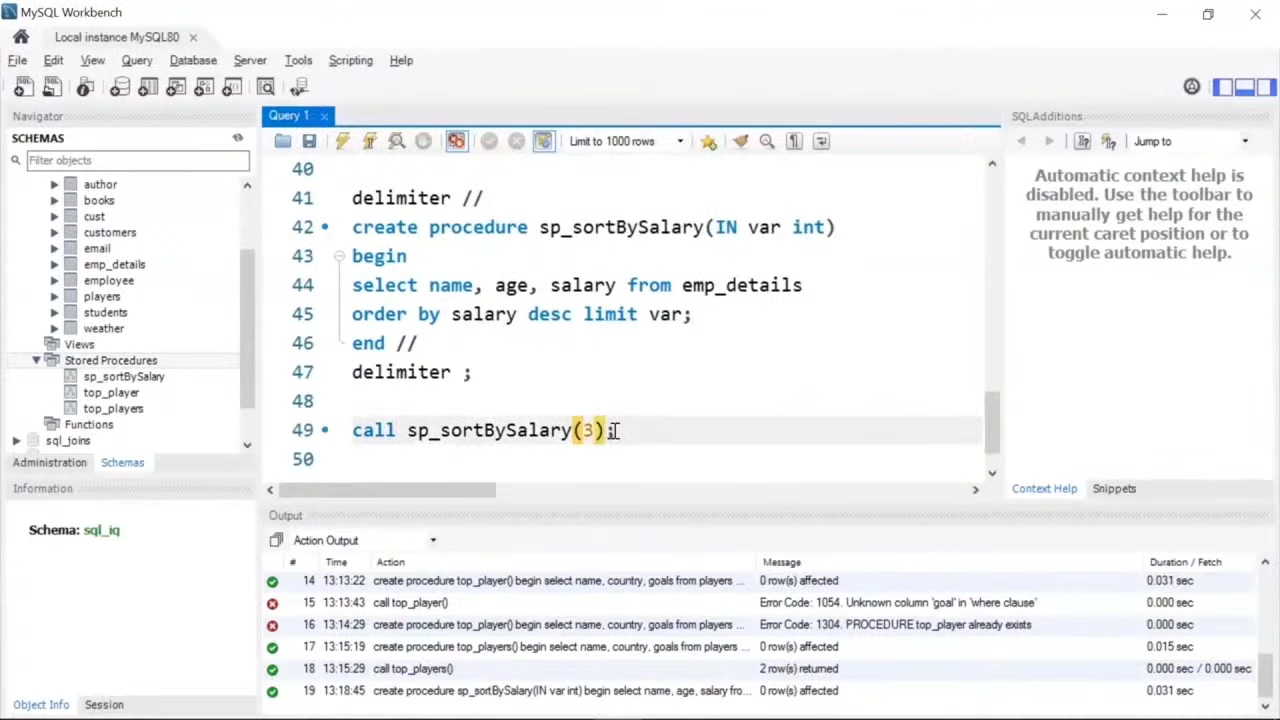 MySQL Workbench
Local instance MySQL80
File Edit View Query Database Server Tools Scripting Help
Navigator
SCHEMAS
Filter objects
author
books
cust
customers
email
emp_details
employee
players
students
weather
Views
Stored Procedures
sp_sortBySalary
top_player
top_players
Functions
sql_joins
Administration Schemas
Information
Schema: sql_iq
Object Info Session
Query 1
Limit to 1000 rows
40
41 delimiter //
42 create procedure sp_sortBySalary(IN var int)
43 begin
44 select name, age, salary from emp_details
45 order by salary desc limit var;
46 end //
47 delimiter ;
48
49 call sp_sortBySalary(3);
50
SQLAdditions
Jump to
Automatic context help is
disabled. Use the toolbar to
manually get help for the
current caret position or to
toggle automatic help.
Context Help Snippets
Output
Action Output
# Time Action Message Duration / Fetch
14 13:13:22 create procedure top_player() begin select name, country, goals from players ... 0 row(s) affected 0.031 sec
15 13:13:43 call top_player() Error Code: 1054. Unknown column 'goal' in 'where clause' 0.000 sec
16 13:14:29 create procedure top_player() begin select name, country, goals from players ... Error Code: 1304. PROCEDURE top_player already exists 0.000 sec
17 13:15:19 create procedure top_players() begin select name, country, goals from players ... 0 row(s) affected 0.015 sec
18 13:15:29 call top_players() 2 row(s) returned 0.000 sec / 0.000 sec
19 13:18:45 create procedure sp_sortBySalary(IN var int) begin select name, age, salary fro... 0 row(s) affected 0.031 sec